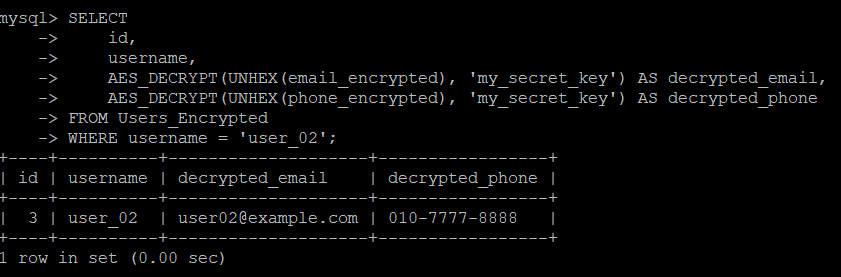 mysql> SELECT
    ->     id,
    ->     username,
    ->     AES_DECRYPT(UNHEX(email_encrypted), 'my_secret_key') AS decrypted_email,
    ->     AES_DECRYPT(UNHEX(phone_encrypted), 'my_secret_key') AS decrypted_phone
    -> FROM Users_Encrypted
    -> WHERE username = 'user_02';
+----+----------+--------------------+-----------------+
| id | username | decrypted_email    | decrypted_phone |
+----+----------+--------------------+-----------------+
|  3 | user_02  | user02@example.com | 010-7777-8888   |
+----+----------+--------------------+-----------------+
1 row in set (0.00 sec)